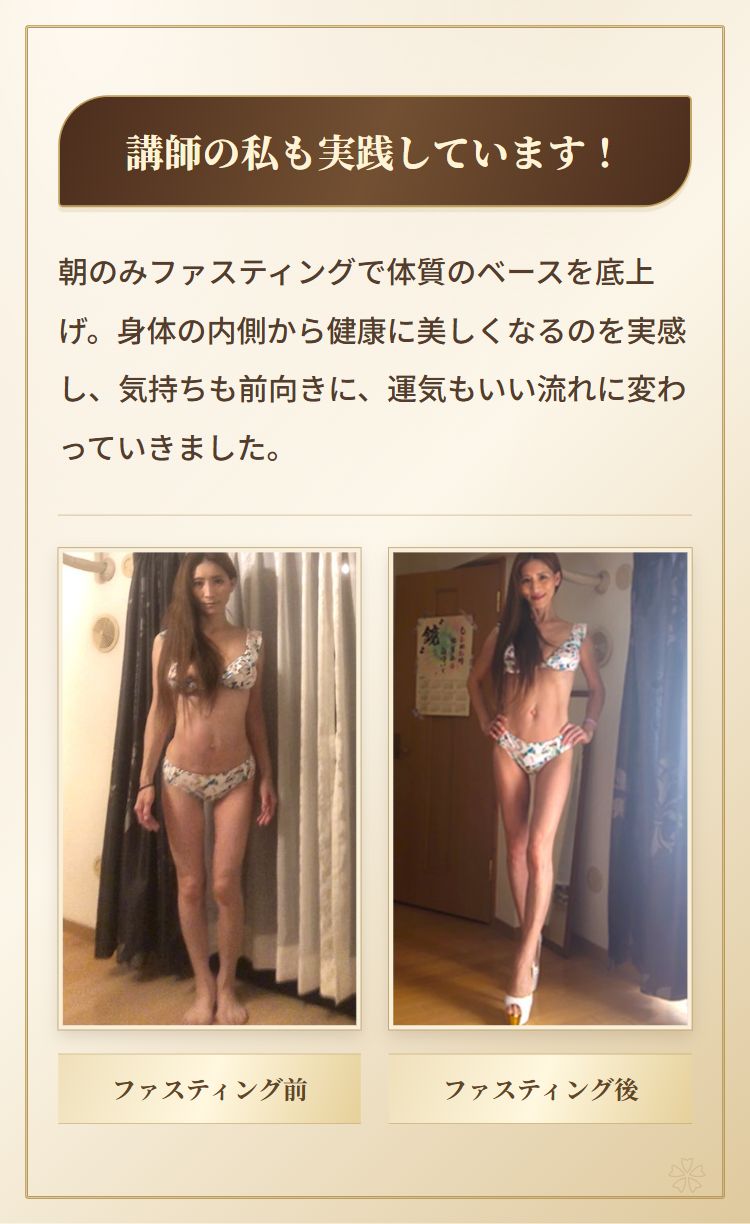 講師の私も実践しています！
朝のみファスティングで体質のベースを底上
げ。身体の内側から健康に美しくなるのを実感
し、気持ちも前向きに、運気もいい流れに変わ
っていきました。
鏡
ファスティング前
ファスティング後